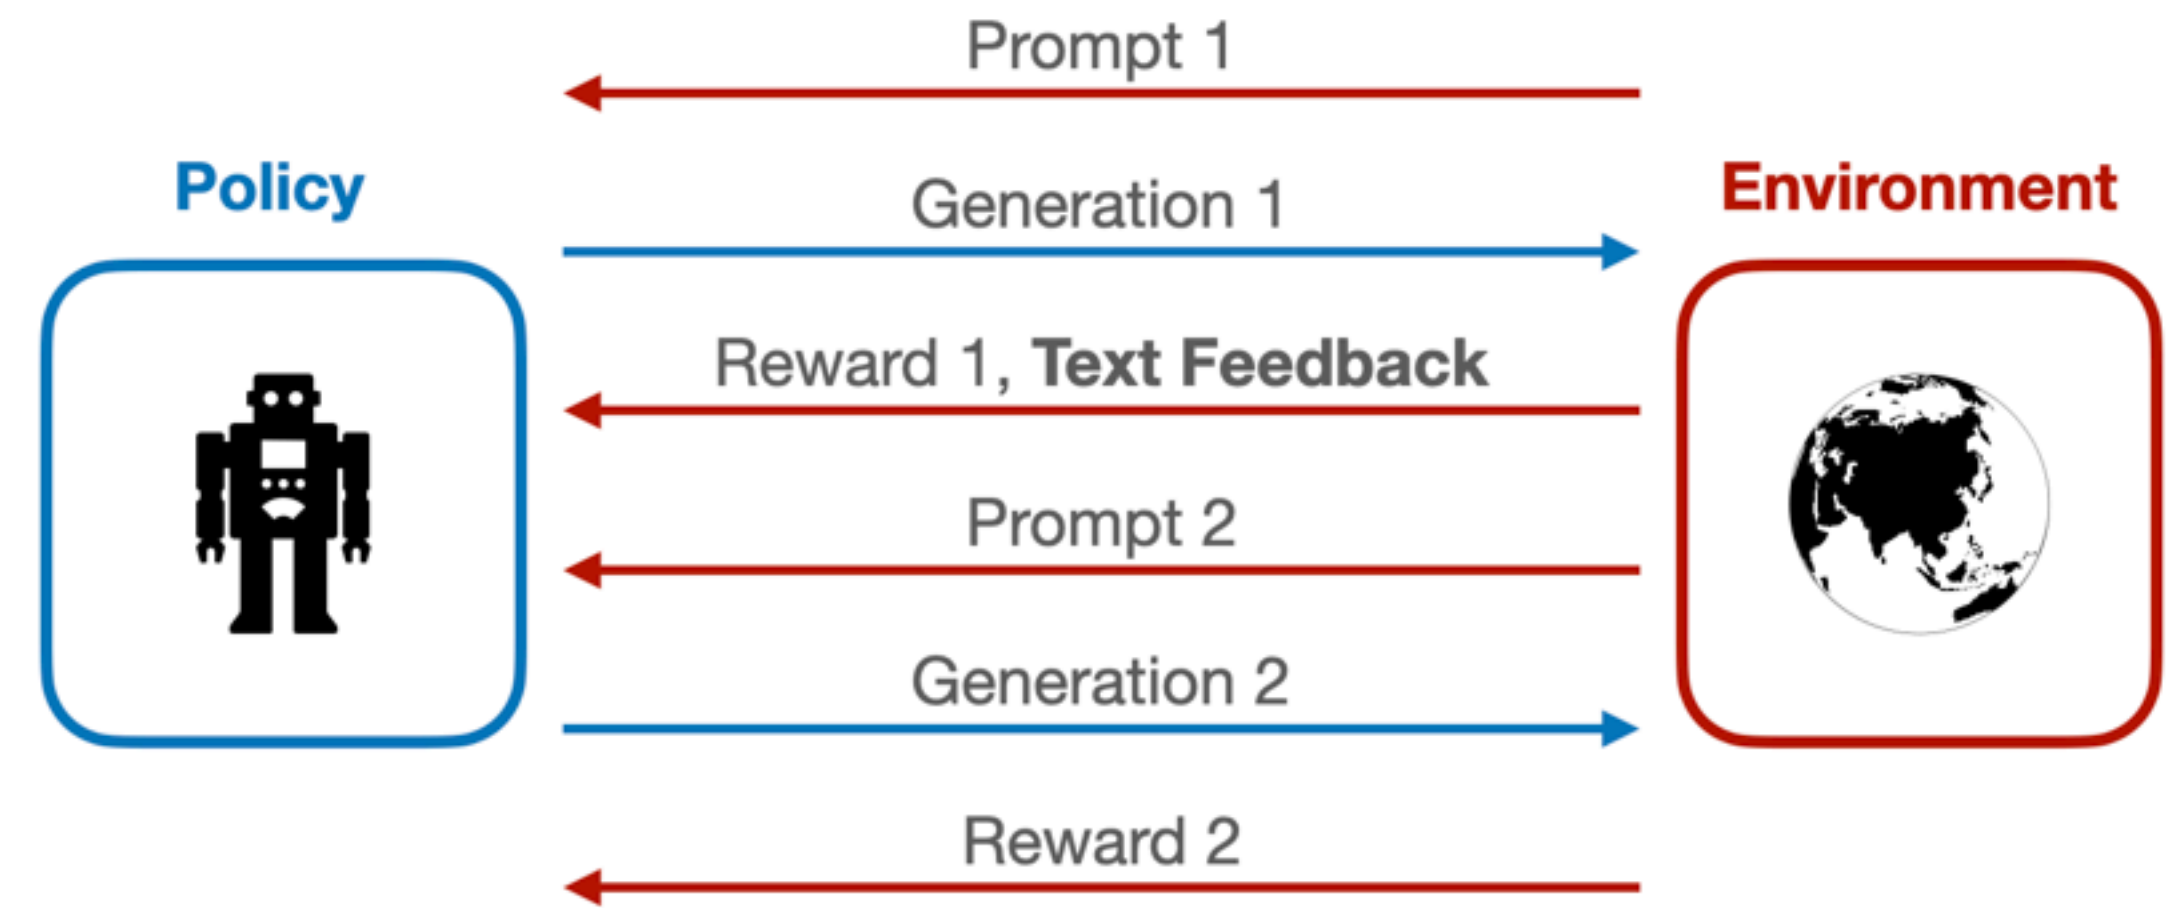 Prompt 1
Policy
Generation 1
Environment
Reward 1, Text Feedback
Prompt 2
Generation 2
Reward 2